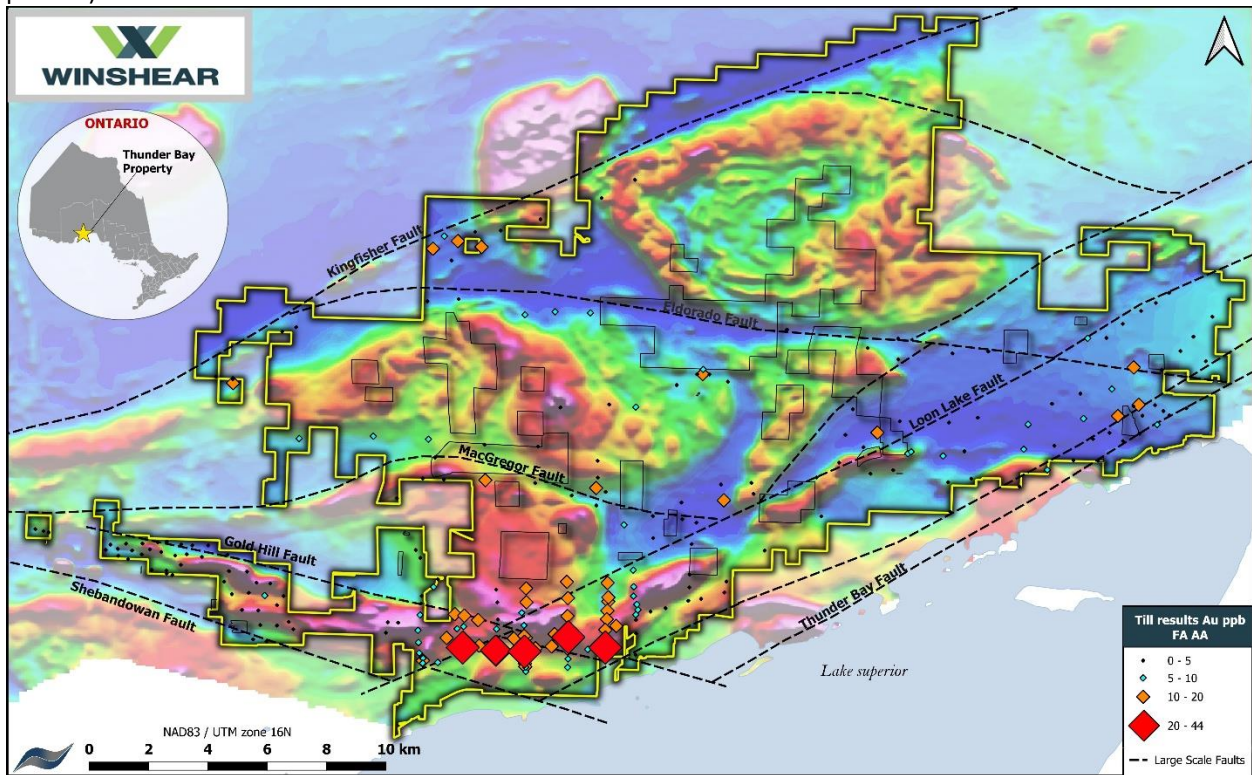 WINSHEAR
ONTARIO
Thunder Bay
Property
Kingfisher Fault
Eldorado Fault
Loon Lake Fault
MacGregor Fault
Gold Hill Fault
Shebandowan Fault
Thunder Bay Fault
Lake superior
NAD83 / UTM zone 16N
0 2 4 6 8 10 km
Till results Au ppb
FA AA
0 - 5
5 - 10
10 - 20
20 - 44
Large Scale Faults